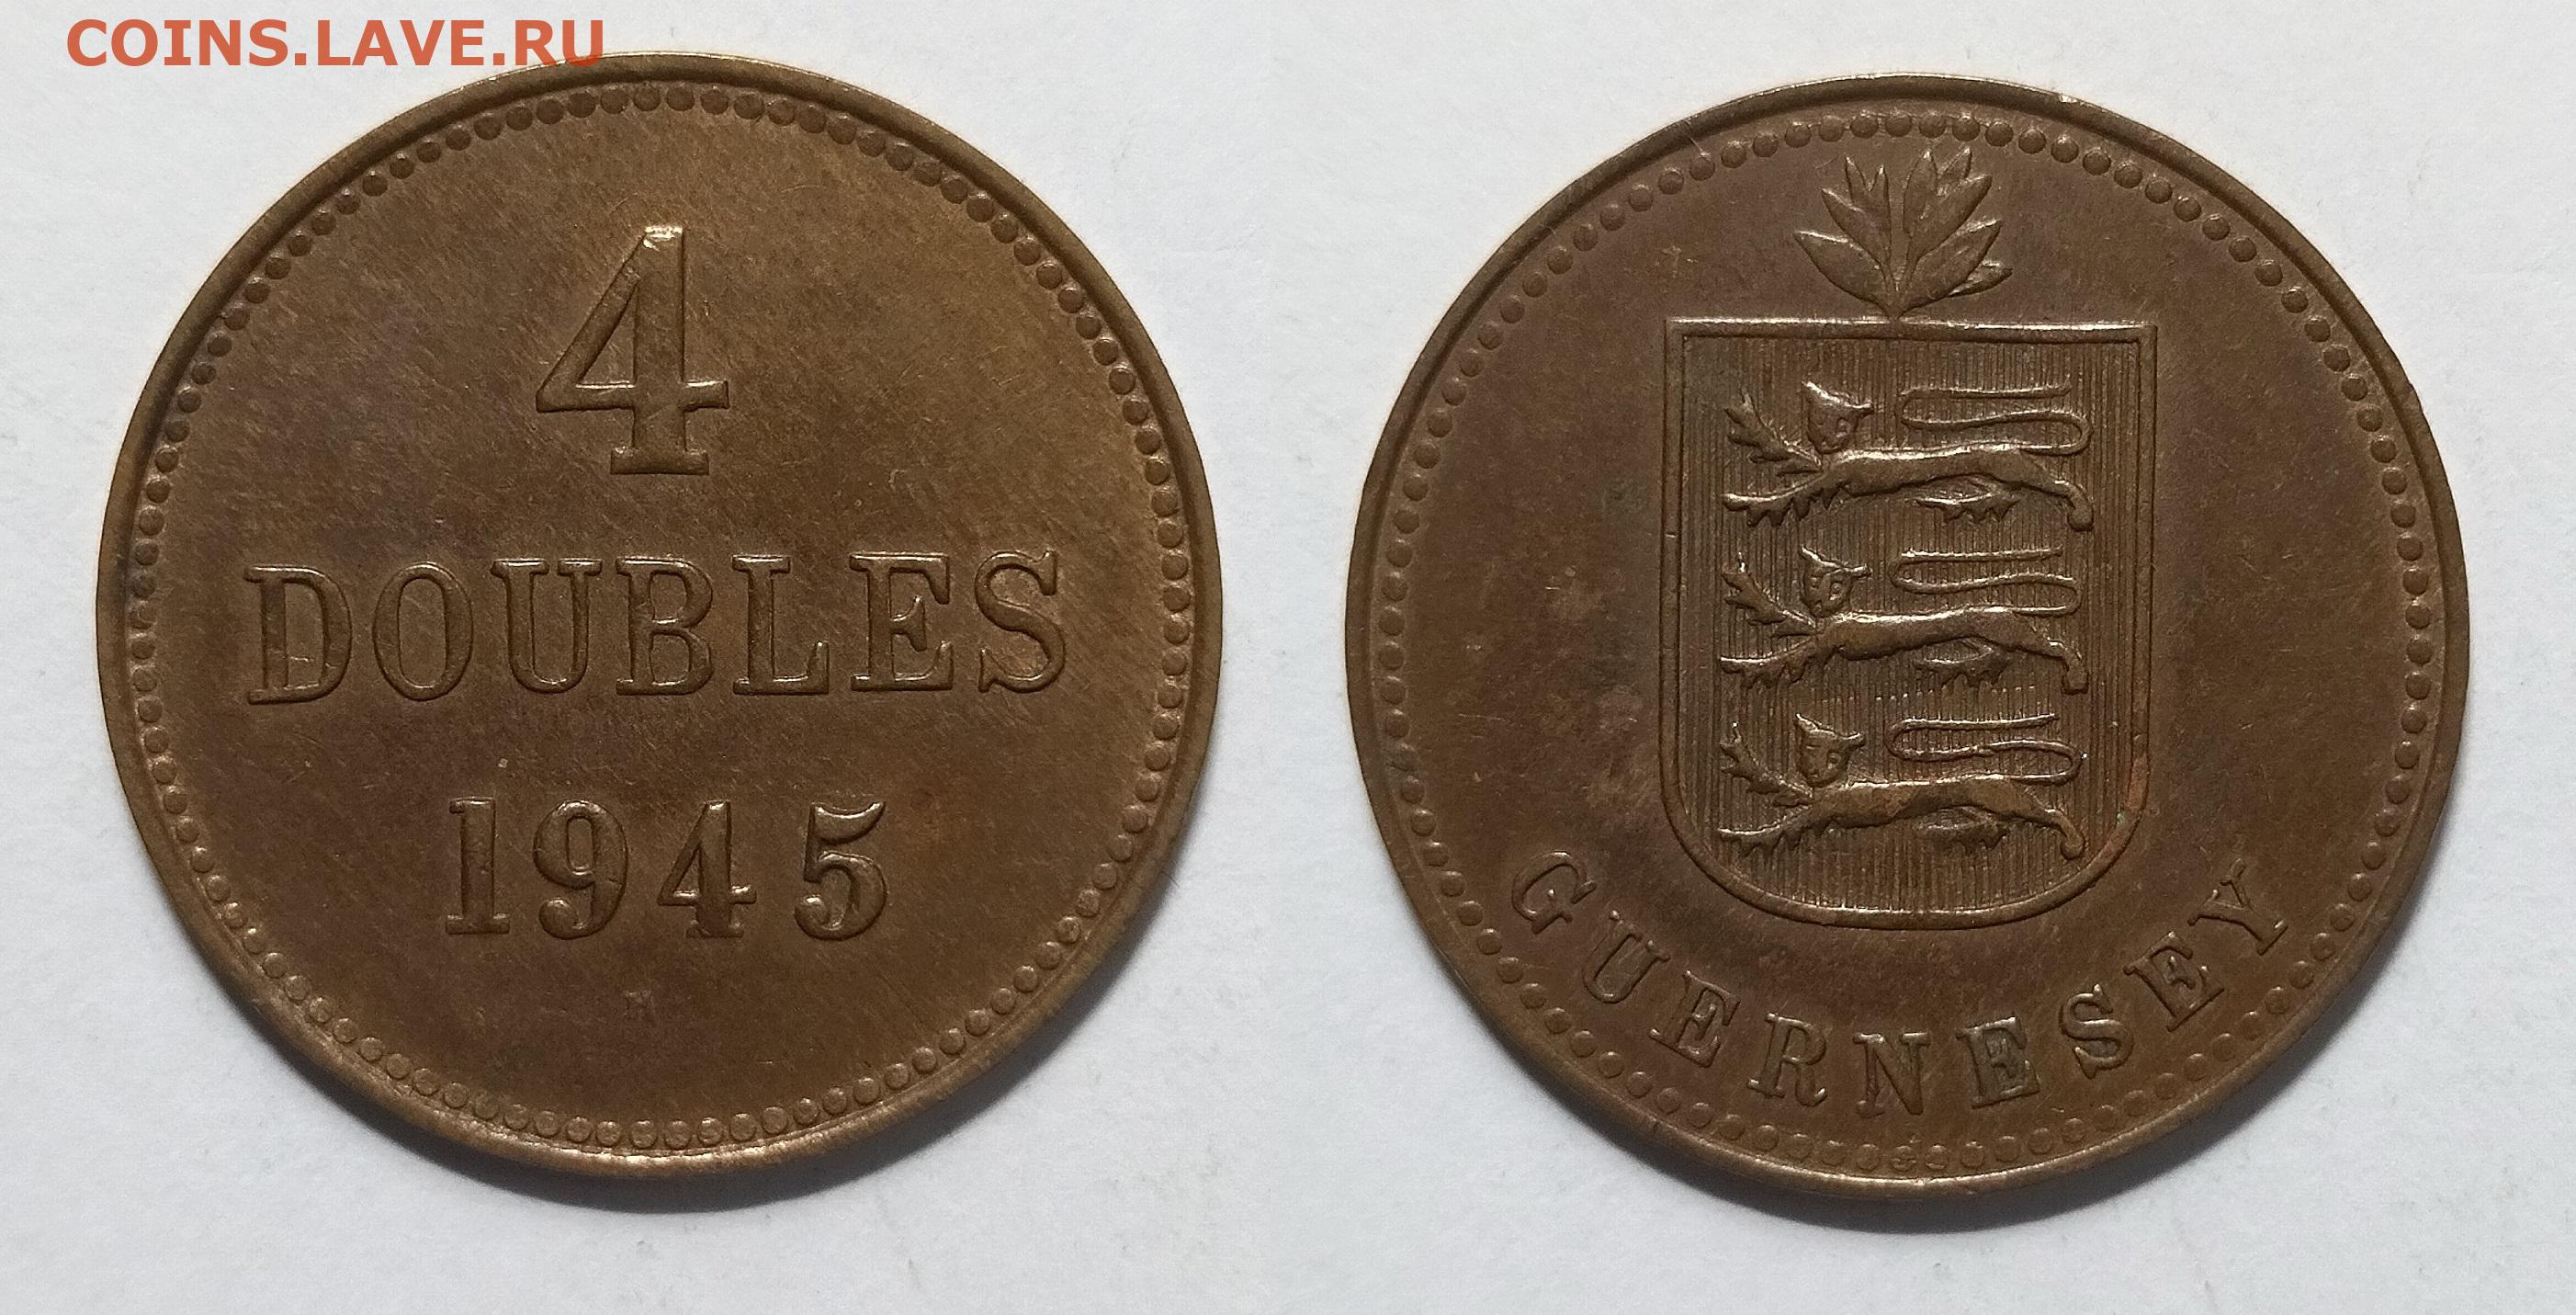 COINS.LAVE.RU
4
DOUBLES
1945
H
GUERNESEY